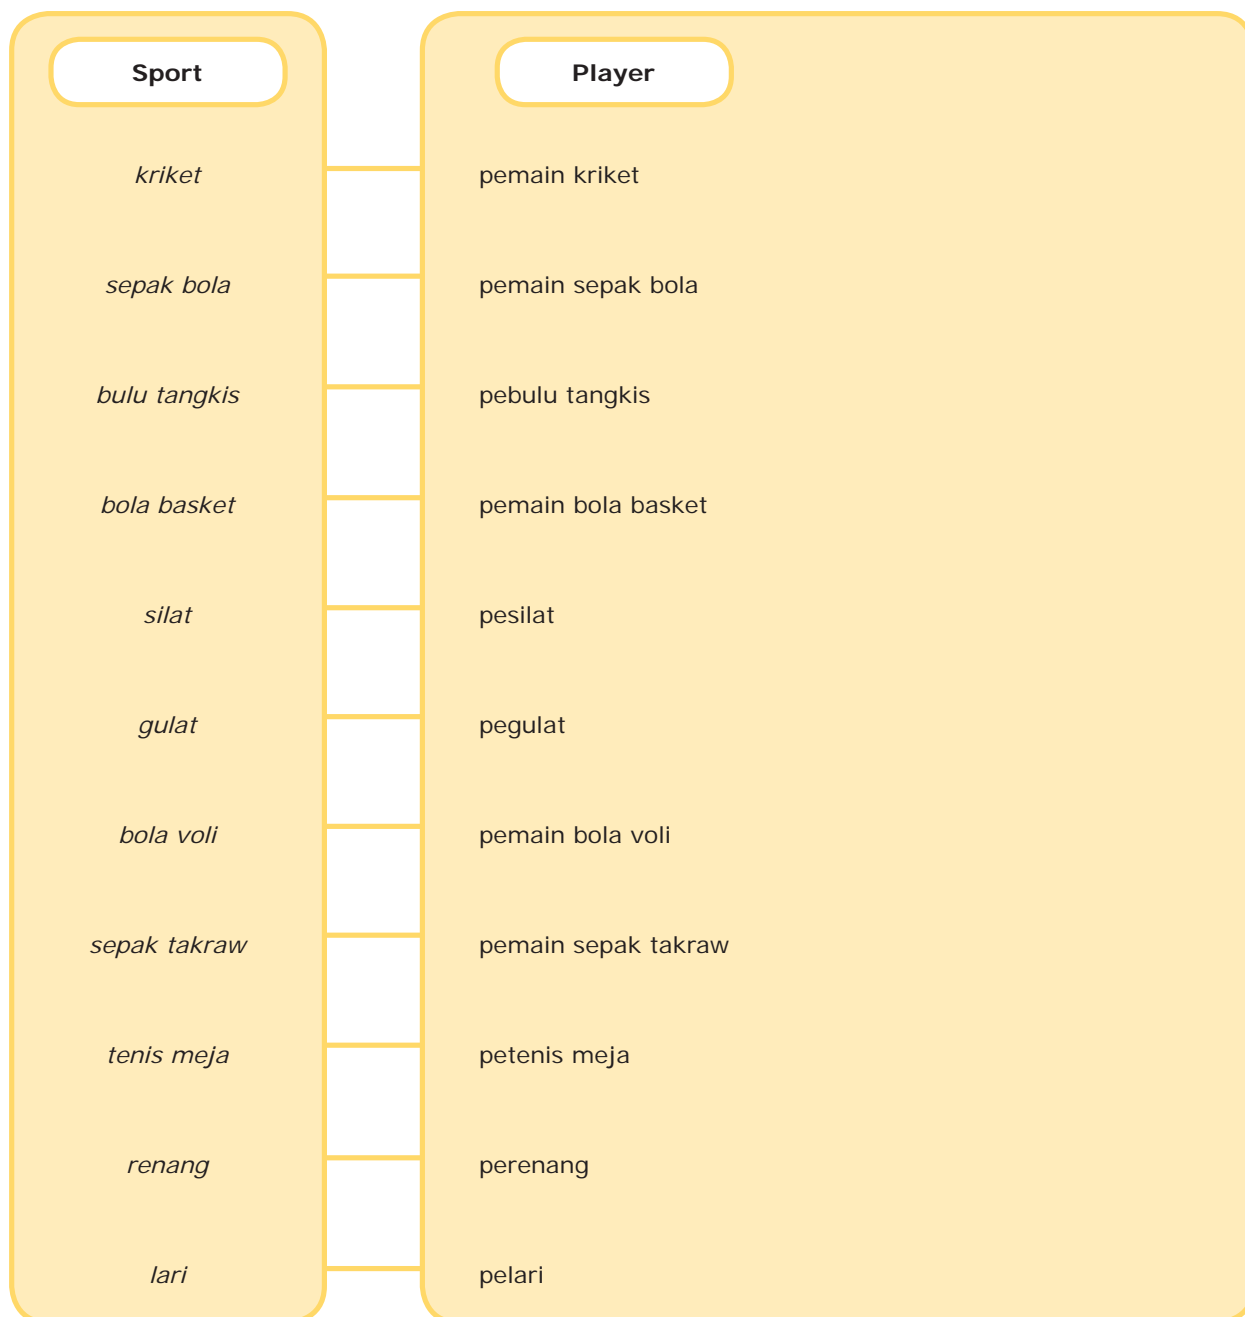 Sport Player
kriket pemain kriket
sepak bola pemain sepak bola
bulu tangkis pebulu tangkis
bola basket pemain bola basket
silat pesilat
gulat pegulat
bola voli pemain bola voli
sepak takraw pemain sepak takraw
tenis meja petenis meja
renang perenang
lari pelari